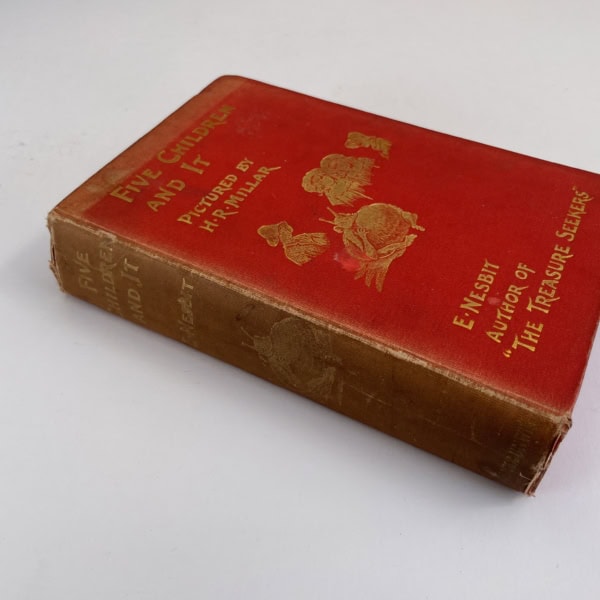 FIVE CHILDREN
AND IT
PICTURED BY
H·R·MILLAR
E·NESBIT
AUTHOR OF
"THE TREASURE SEEKERS"
FIVE
CHILDREN
AND IT
E·NESBIT